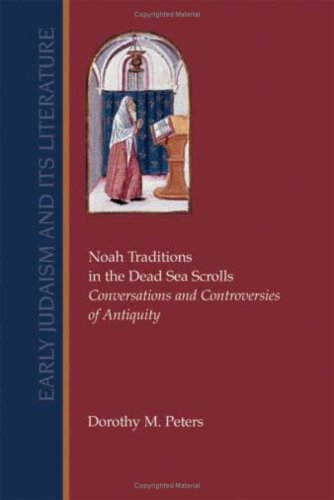 EARLY JUDAISM AND ITS LITERATURE
Noah Traditions
in the Dead Sea Scrolls
Conversations and Controversies
of Antiquity
Dorothy M. Peters